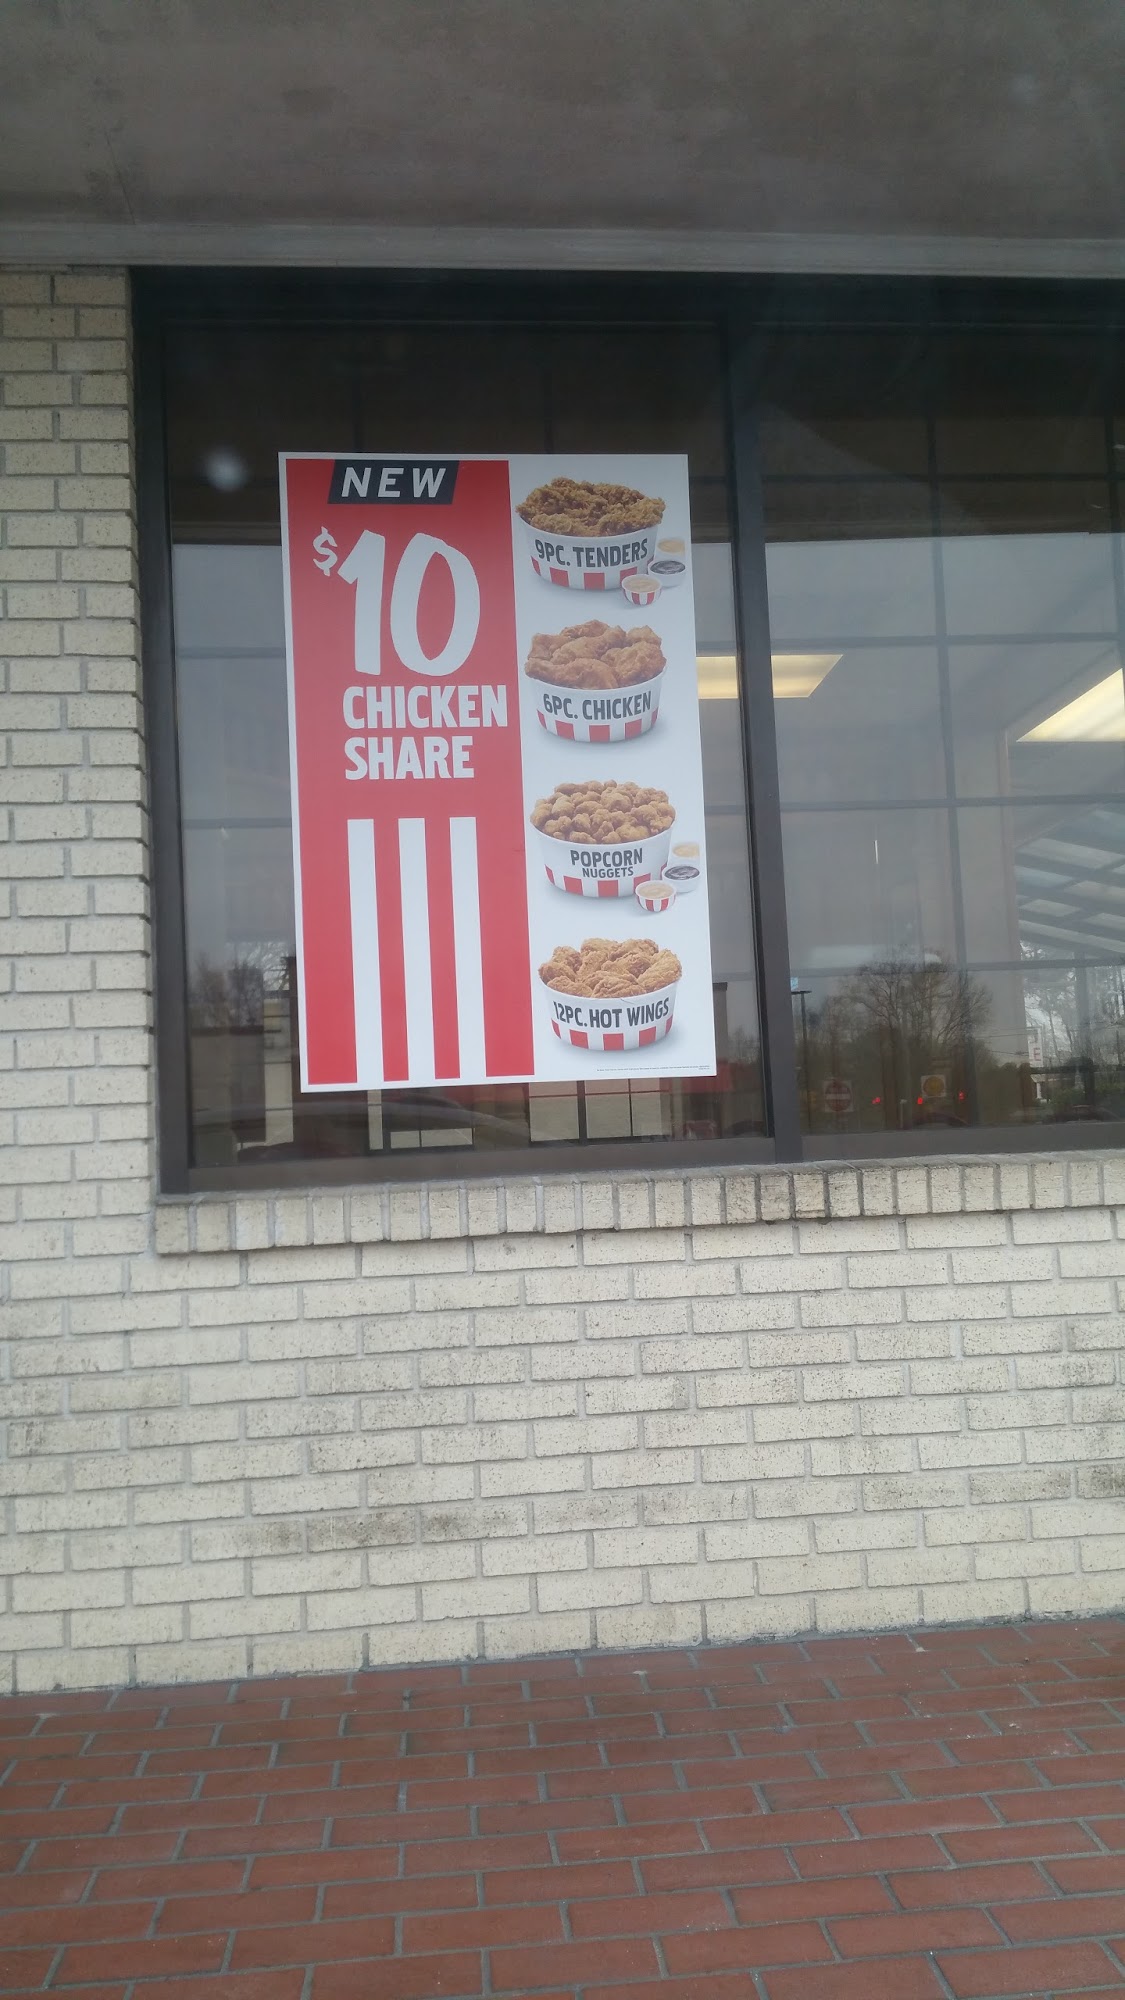 NEW
$10
CHICKEN
SHARE
9PC. TENDERS
6PC. CHICKEN
POPCORN
NUGGETS
12PC. HOT WINGS